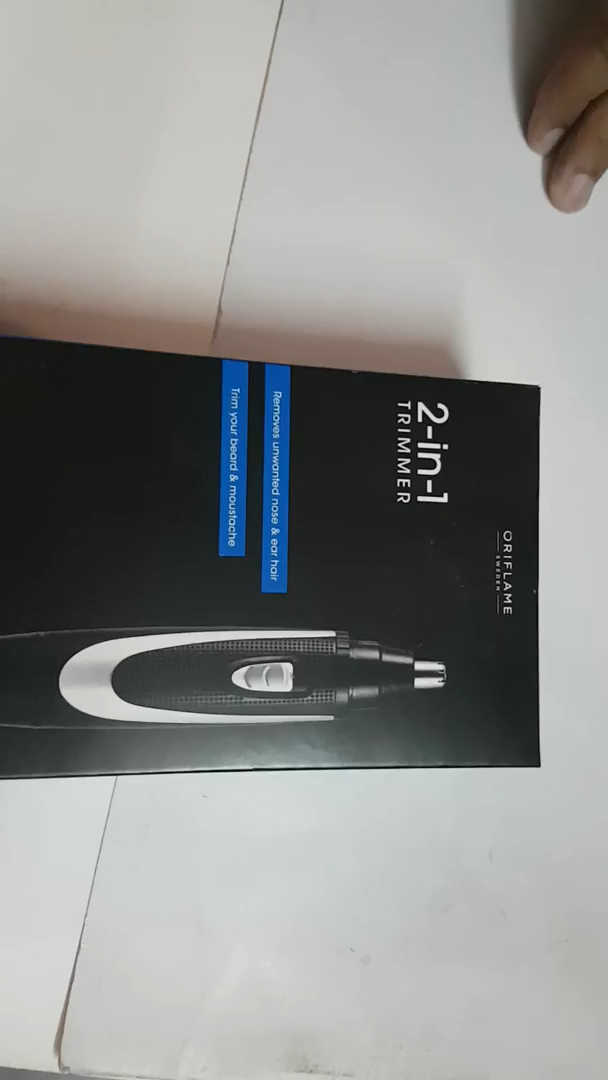 ORIFLAME
SWEDEN
2-in-1
TRIMMER
Removes unwanted nose & ear hair
Trim your beard & moustache